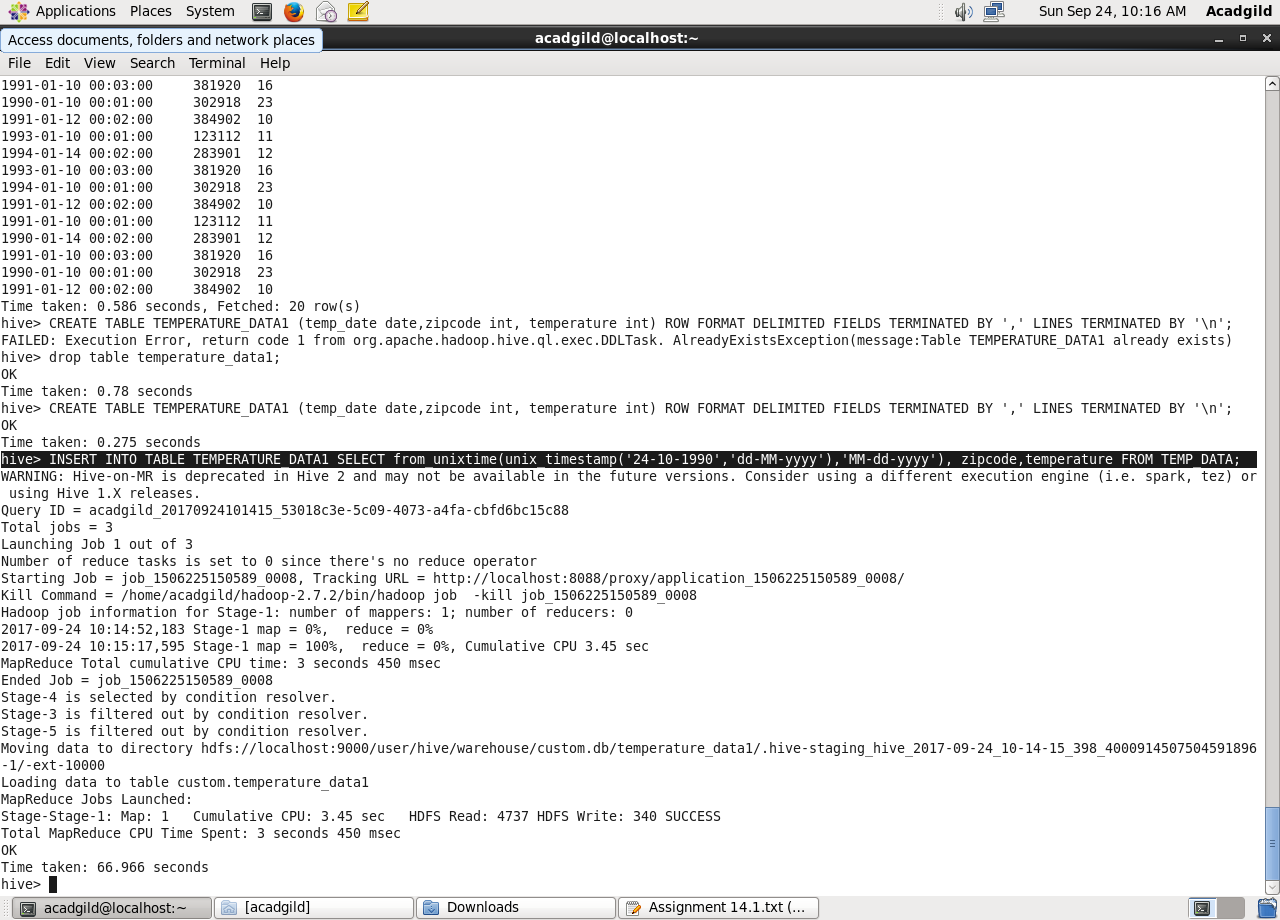 Applications Places System Sun Sep 24, 10:16 AM Acadgild
Access documents, folders and network places
acadgild@localhost:~
File Edit View Search Terminal Help
1991-01-10 00:03:00 381920 16
1990-01-10 00:01:00 302918 23
1991-01-12 00:02:00 384902 10
1993-01-10 00:01:00 123112 11
1994-01-14 00:02:00 283901 12
1993-01-10 00:03:00 381920 16
1994-01-10 00:01:00 302918 23
1991-01-12 00:02:00 384902 10
1991-01-10 00:01:00 123112 11
1990-01-14 00:02:00 283901 12
1991-01-10 00:03:00 381920 16
1990-01-10 00:01:00 302918 23
1991-01-12 00:02:00 384902 10
Time taken: 0.586 seconds, Fetched: 20 row(s)
hive> CREATE TABLE TEMPERATURE_DATA1 (temp_date date,zipcode int, temperature int) ROW FORMAT DELIMITED FIELDS TERMINATED BY ',' LINES TERMINATED BY '\n';
FAILED: Execution Error, return code 1 from org.apache.hadoop.hive.ql.exec.DDLTask. AlreadyExistsException(message:Table TEMPERATURE_DATA1 already exists)
hive> drop table temperature_data1;
OK
Time taken: 0.78 seconds
hive> CREATE TABLE TEMPERATURE_DATA1 (temp_date date,zipcode int, temperature int) ROW FORMAT DELIMITED FIELDS TERMINATED BY ',' LINES TERMINATED BY '\n';
OK
Time taken: 0.275 seconds
hive> INSERT INTO TABLE TEMPERATURE_DATA1 SELECT from_unixtime(unix_timestamp('24-10-1990','dd-MM-yyyy'),'MM-dd-yyyy'), zipcode,temperature FROM TEMP_DATA;
WARNING: Hive-on-MR is deprecated in Hive 2 and may not be available in the future versions. Consider using a different execution engine (i.e. spark, tez) or
using Hive 1.X releases.
Query ID = acadgild_20170924101415_53018c3e-5c09-4073-a4fa-cbfd6bc15c88
Total jobs = 3
Launching Job 1 out of 3
Number of reduce tasks is set to 0 since there's no reduce operator
Starting Job = job_1506225150589_0008, Tracking URL = http://localhost:8088/proxy/application_1506225150589_0008/
Kill Command = /home/acadgild/hadoop-2.7.2/bin/hadoop job  -kill job_1506225150589_0008
Hadoop job information for Stage-1: number of mappers: 1; number of reducers: 0
2017-09-24 10:14:52,183 Stage-1 map = 0%,  reduce = 0%
2017-09-24 10:15:17,595 Stage-1 map = 100%,  reduce = 0%, Cumulative CPU 3.45 sec
MapReduce Total cumulative CPU time: 3 seconds 450 msec
Ended Job = job_1506225150589_0008
Stage-4 is selected by condition resolver.
Stage-3 is filtered out by condition resolver.
Stage-5 is filtered out by condition resolver.
Moving data to directory hdfs://localhost:9000/user/hive/warehouse/custom.db/temperature_data1/.hive-staging_hive_2017-09-24_10-14-15_398_4000914507504591896
-1/-ext-10000
Loading data to table custom.temperature_data1
MapReduce Jobs Launched:
Stage-Stage-1: Map: 1   Cumulative CPU: 3.45 sec   HDFS Read: 4737 HDFS Write: 340 SUCCESS
Total MapReduce CPU Time Spent: 3 seconds 450 msec
OK
Time taken: 66.966 seconds
hive>
acadgild@localhost:~ [acadgild] Downloads Assignment 14.1.txt (...